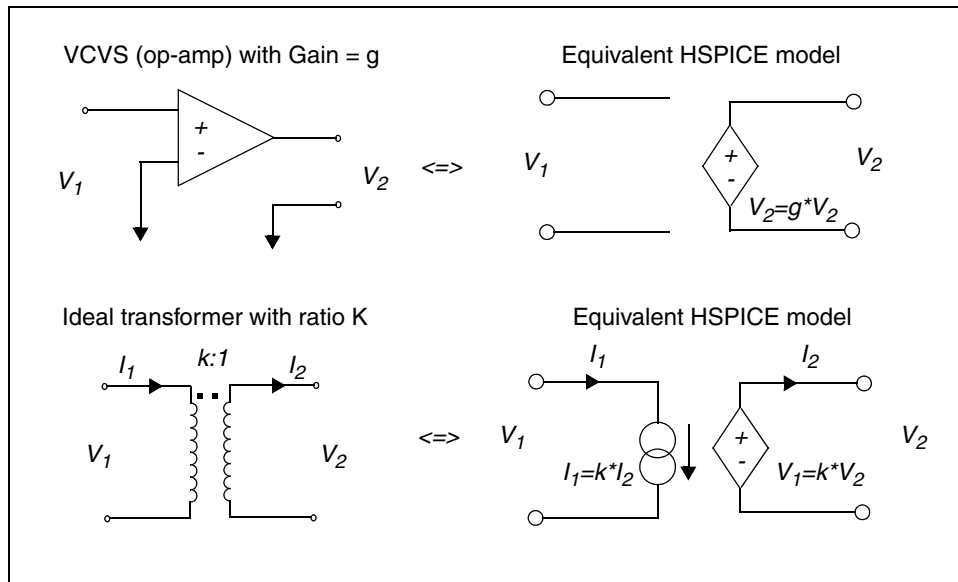 VCVS (op-amp) with Gain = g
Equivalent HSPICE model
+
-
V1
V2
<=>
V1
+
-
V2
V2=g*V2
Ideal transformer with ratio K
Equivalent HSPICE model
I1
k:1
I2
V1
V2
<=>
I1
I2
V1
I1=k*I2
+
-
V1=k*V2
V2